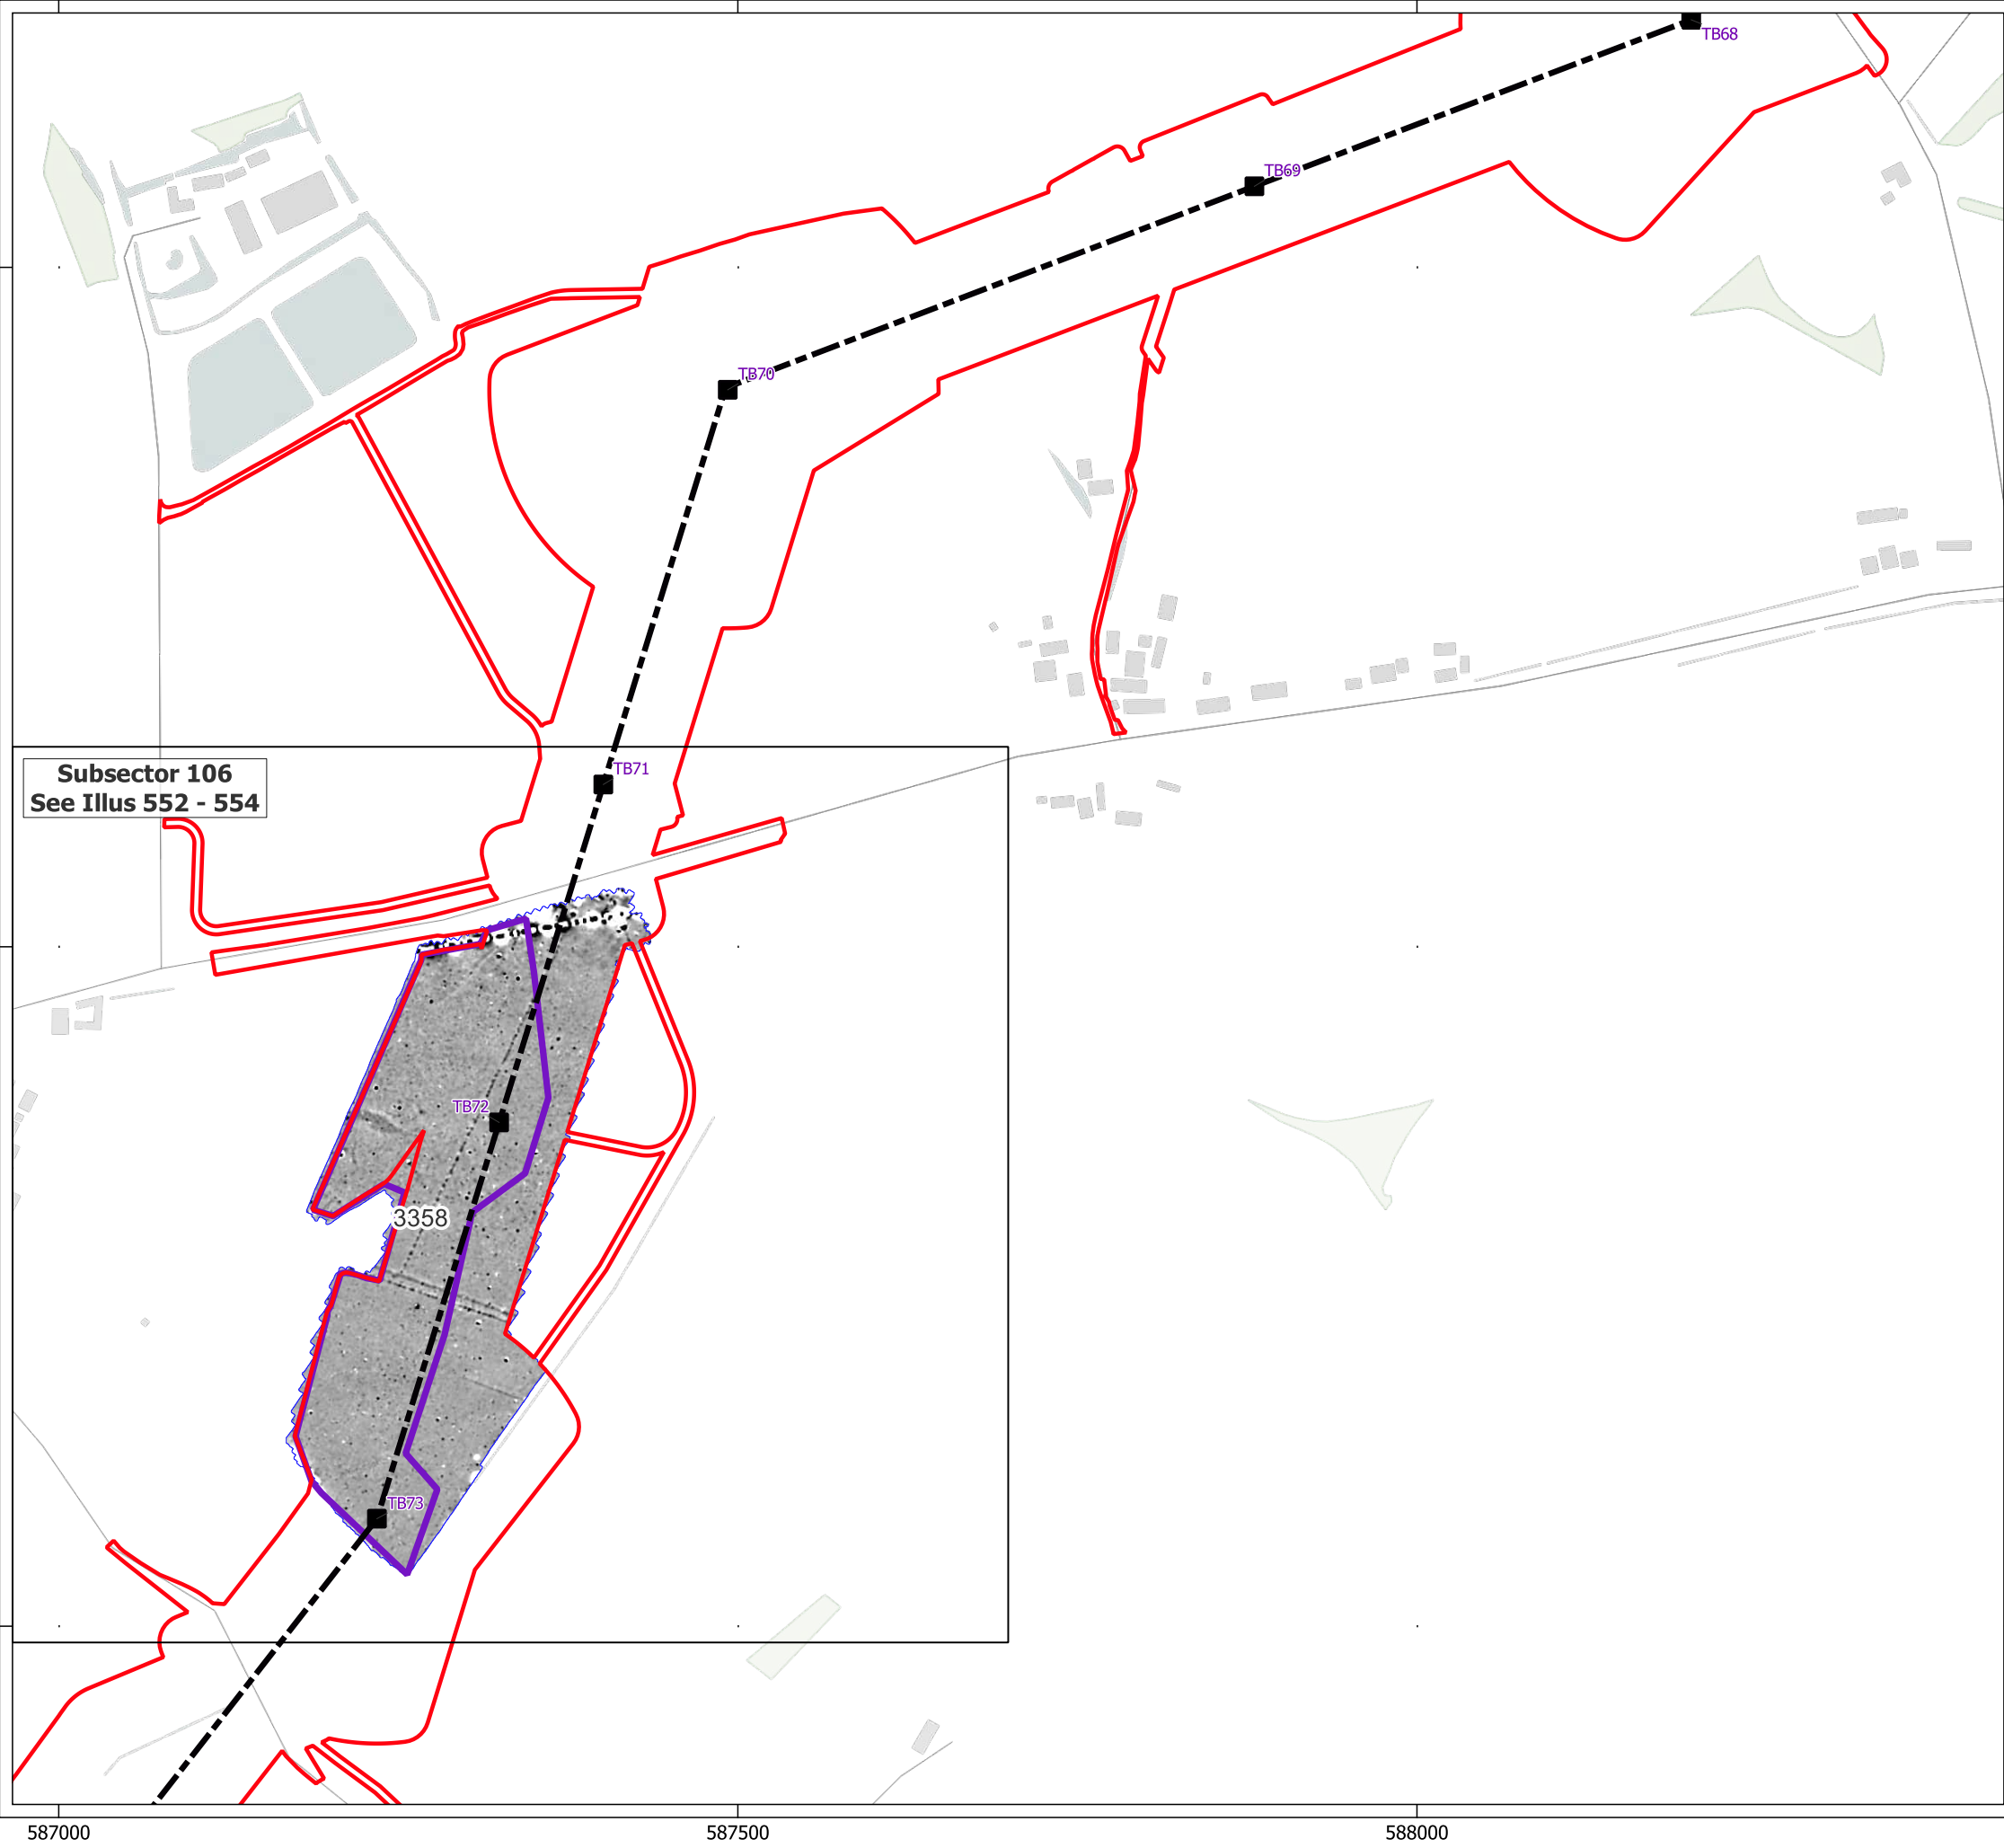 TB68
TB69
TB70
TB71
Subsector 106
See Illus 552 - 554
TB72
3358
TB73
587000
587500
588000